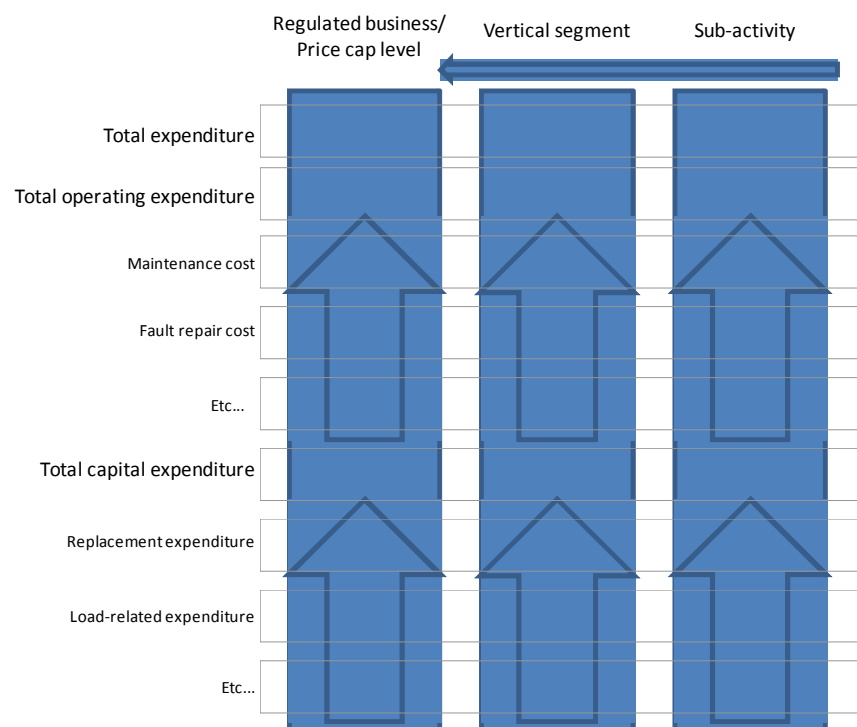 Regulated business/
Price cap level
Vertical segment
Sub-activity
Total expenditure
Total operating expenditure
Maintenance cost
Fault repair cost
Etc...
Total capital expenditure
Replacement expenditure
Load-related expenditure
Etc...